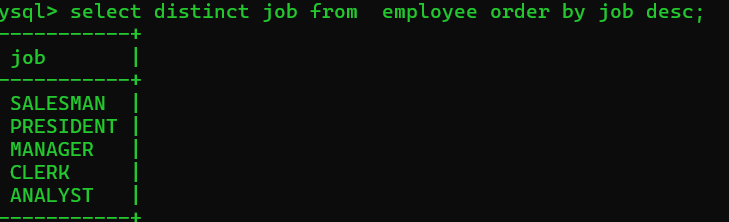 ysql> select distinct job from  employee order by job desc;
-----------+
job       |
-----------+
SALESMAN  |
PRESIDENT |
MANAGER   |
CLERK     |
ANALYST   |
-----------+